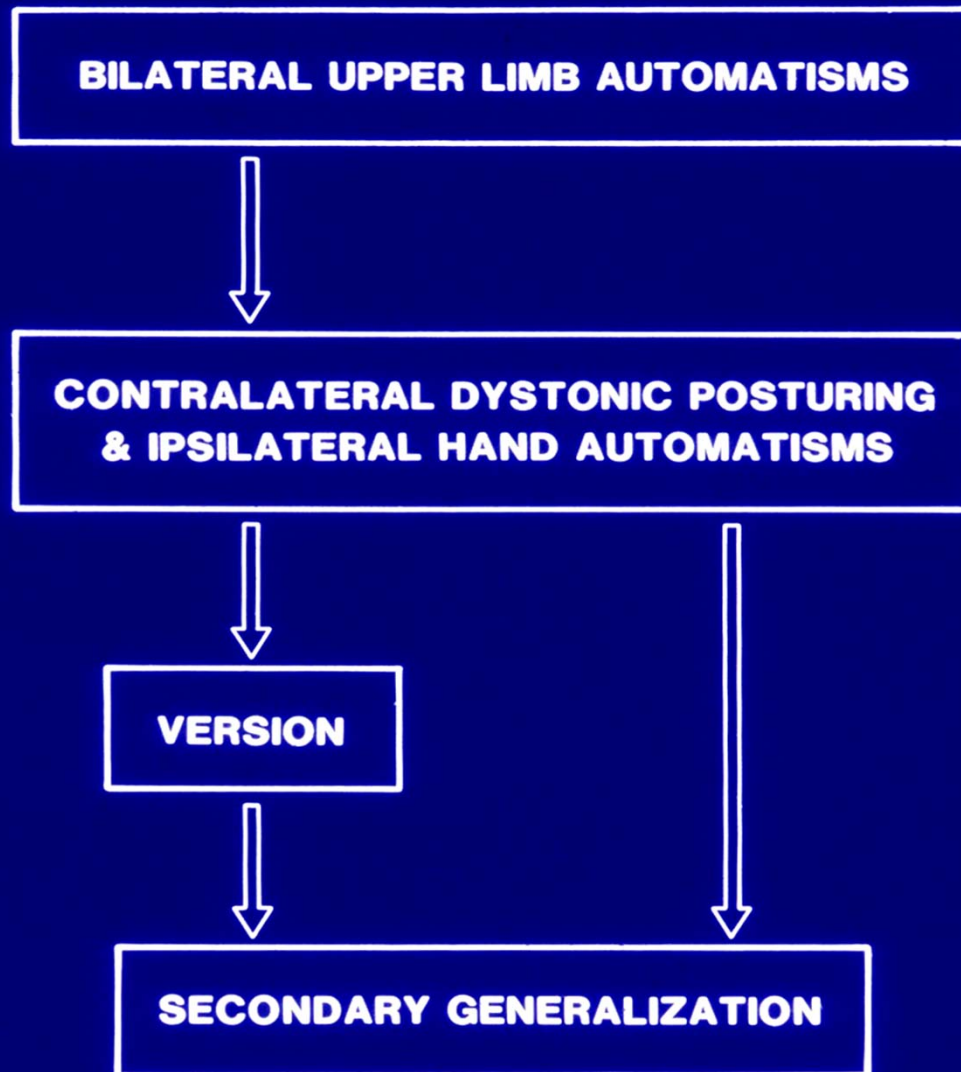 BILATERAL UPPER LIMB AUTOMATISMS
CONTRALATERAL DYSTONIC POSTURING
& IPSILATERAL HAND AUTOMATISMS
VERSION
SECONDARY GENERALIZATION